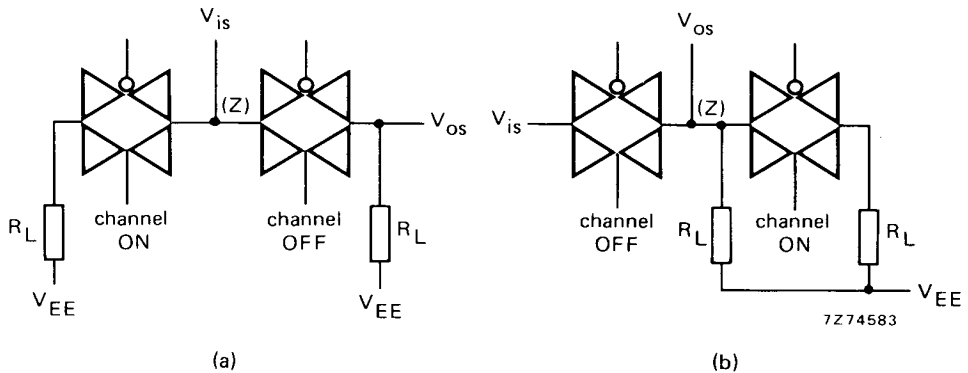 V_is
(Z)
V_os
channel ON
channel OFF
R_L
R_L
V_EE
V_EE
(a)
V_os
V_is
(Z)
channel OFF
channel ON
R_L
R_L
V_EE
7Z74583
(b)